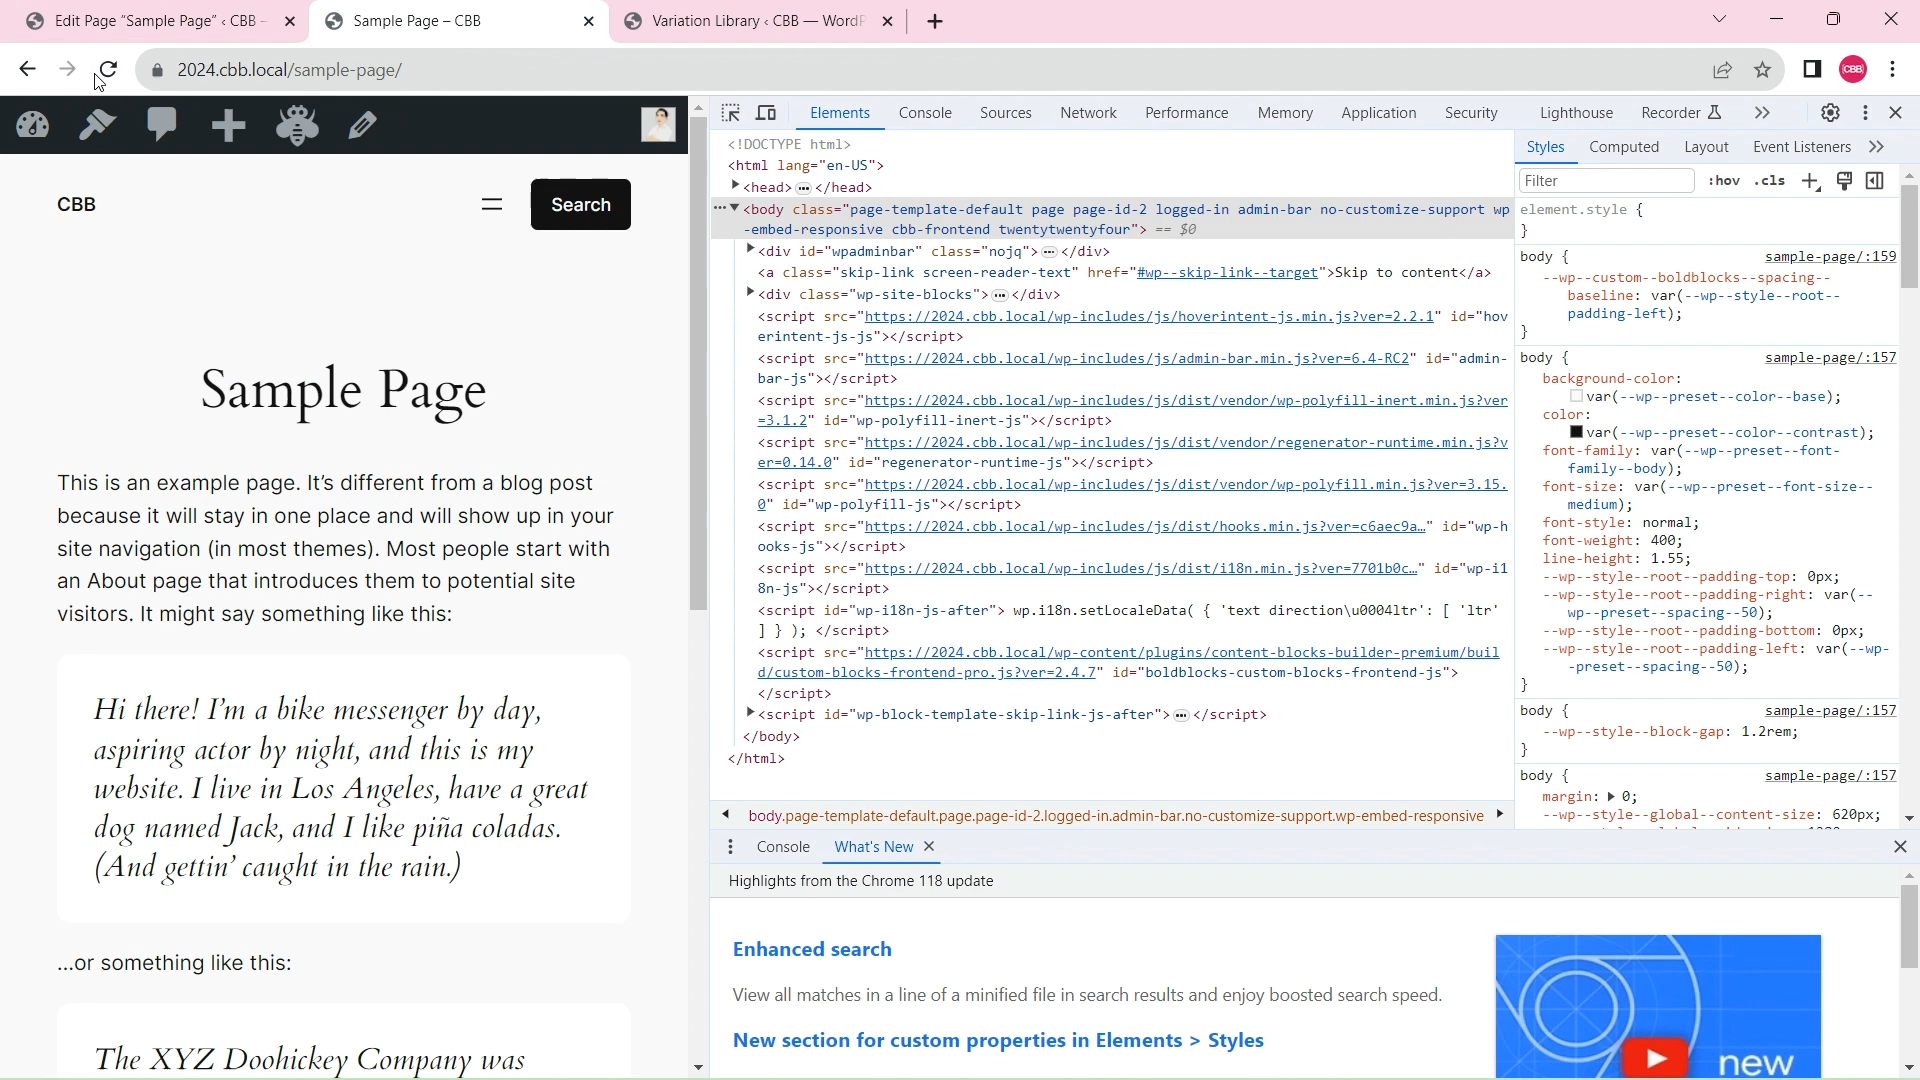 Edit Page “Sample Page” ‹ CBB –
Sample Page – CBB
Variation Library ‹ CBB — WordP
2024.cbb.local/sample-page/
CBB
Elements
Console
Sources
Network
Performance
Memory
Application
Security
Lighthouse
Recorder
CBB
Search
<!DOCTYPE html>
<html lang="en-US">
<head> … </head>
… <body class="page-template-default page page-id-2 logged-in admin-bar no-customize-support wp
-embed-responsive cbb-frontend twentytwentyfour"> == $0
<div id="wpadminbar" class="nojq"> … </div>
<a class="skip-link screen-reader-text" href="#wp--skip-link--target">Skip to content</a>
<div class="wp-site-blocks"> … </div>
<script src="https://2024.cbb.local/wp-includes/js/hoverintent-js.min.js?ver=2.2.1" id="hov
erintent-js-js"></script>
<script src="https://2024.cbb.local/wp-includes/js/admin-bar.min.js?ver=6.4-RC2" id="admin-
bar-js"></script>
<script src="https://2024.cbb.local/wp-includes/js/dist/vendor/wp-polyfill-inert.min.js?ver
=3.1.2" id="wp-polyfill-inert-js"></script>
<script src="https://2024.cbb.local/wp-includes/js/dist/vendor/regenerator-runtime.min.js?v
er=0.14.0" id="regenerator-runtime-js"></script>
<script src="https://2024.cbb.local/wp-includes/js/dist/vendor/wp-polyfill.min.js?ver=3.15.
0" id="wp-polyfill-js"></script>
<script src="https://2024.cbb.local/wp-includes/js/dist/hooks.min.js?ver=c6aec9a…" id="wp-h
ooks-js"></script>
<script src="https://2024.cbb.local/wp-includes/js/dist/i18n.min.js?ver=7701b0c…" id="wp-i1
8n-js"></script>
<script id="wp-i18n-js-after"> wp.i18n.setLocaleData( { 'text direction\u0004ltr': [ 'ltr'
] } ); </script>
<script src="https://2024.cbb.local/wp-content/plugins/content-blocks-builder-premium/buil
d/custom-blocks-frontend-pro.js?ver=2.4.7" id="boldblocks-custom-blocks-frontend-js">
</script>
<script id="wp-block-template-skip-link-js-after"> … </script>
</body>
</html>
body.page-template-default.page.page-id-2.logged-in.admin-bar.no-customize-support.wp-embed-responsive
Styles
Computed
Layout
Event Listeners
Filter
:hov
.cls
element.style {
}
body {
sample-page/:159
--wp--custom--boldblocks--spacing--
baseline: var(--wp--style--root--
padding-left);
}
body {
sample-page/:157
background-color:
var(--wp--preset--color--base);
color:
var(--wp--preset--color--contrast);
font-family: var(--wp--preset--font-
family--body);
font-size: var(--wp--preset--font-size--
medium);
font-style: normal;
font-weight: 400;
line-height: 1.55;
--wp--style--root--padding-top: 0px;
--wp--style--root--padding-right: var(--
wp--preset--spacing--50);
--wp--style--root--padding-bottom: 0px;
--wp--style--root--padding-left: var(--wp-
-preset--spacing--50);
}
body {
sample-page/:157
--wp--style--block-gap: 1.2rem;
}
body {
sample-page/:157
margin: 0;
--wp--style--global--content-size: 620px;
Sample Page
This is an example page. It’s different from a blog post
because it will stay in one place and will show up in your
site navigation (in most themes). Most people start with
an About page that introduces them to potential site
visitors. It might say something like this:
Hi there! I’m a bike messenger by day,
aspiring actor by night, and this is my
website. I live in Los Angeles, have a great
dog named Jack, and I like piña coladas.
(And gettin’ caught in the rain.)
…or something like this:
The XYZ Doohickey Company was
Console
What's New
Highlights from the Chrome 118 update
Enhanced search
View all matches in a line of a minified file in search results and enjoy boosted search speed.
New section for custom properties in Elements > Styles
new